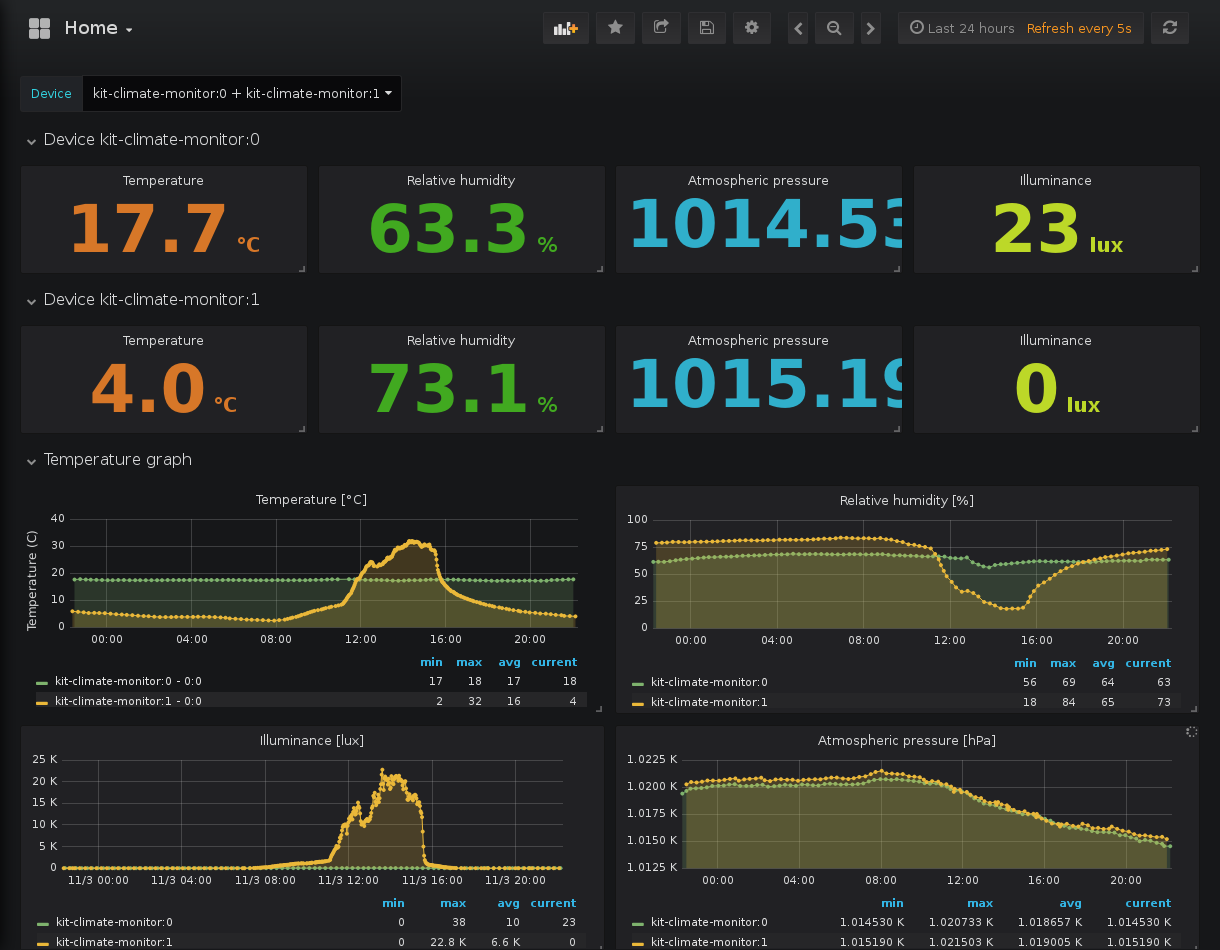 Home
Last 24 hours Refresh every 5s
Device kit-climate-monitor:0 + kit-climate-monitor:1
Device kit-climate-monitor:0
Temperature
17.7 °C
Relative humidity
63.3 %
Atmospheric pressure
1014.53
Illuminance
23 lux
Device kit-climate-monitor:1
Temperature
4.0 °C
Relative humidity
73.1 %
Atmospheric pressure
1015.19
Illuminance
0 lux
Temperature graph
Temperature [°C]
Temperature (C)
40
30
20
10
0
00:00 04:00 08:00 12:00 16:00 20:00
min max avg current
kit-climate-monitor:0 - 0:0 17 18 17 18
kit-climate-monitor:1 - 0:0 2 32 16 4
Relative humidity [%]
100
75
50
25
0
00:00 04:00 08:00 12:00 16:00 20:00
min max avg current
kit-climate-monitor:0 56 69 64 63
kit-climate-monitor:1 18 84 65 73
Illuminance [lux]
25 K
20 K
15 K
10 K
5 K
0
11/3 00:00 11/3 04:00 11/3 08:00 11/3 12:00 11/3 16:00 11/3 20:00
min max avg current
kit-climate-monitor:0 0 38 10 23
kit-climate-monitor:1 0 22.8 K 6.6 K 0
Atmospheric pressure [hPa]
1.0225 K
1.0200 K
1.0175 K
1.0150 K
1.0125 K
00:00 04:00 08:00 12:00 16:00 20:00
min max avg current
kit-climate-monitor:0 1.014530 K 1.020733 K 1.018657 K 1.014530 K
kit-climate-monitor:1 1.015190 K 1.021503 K 1.019005 K 1.015190 K